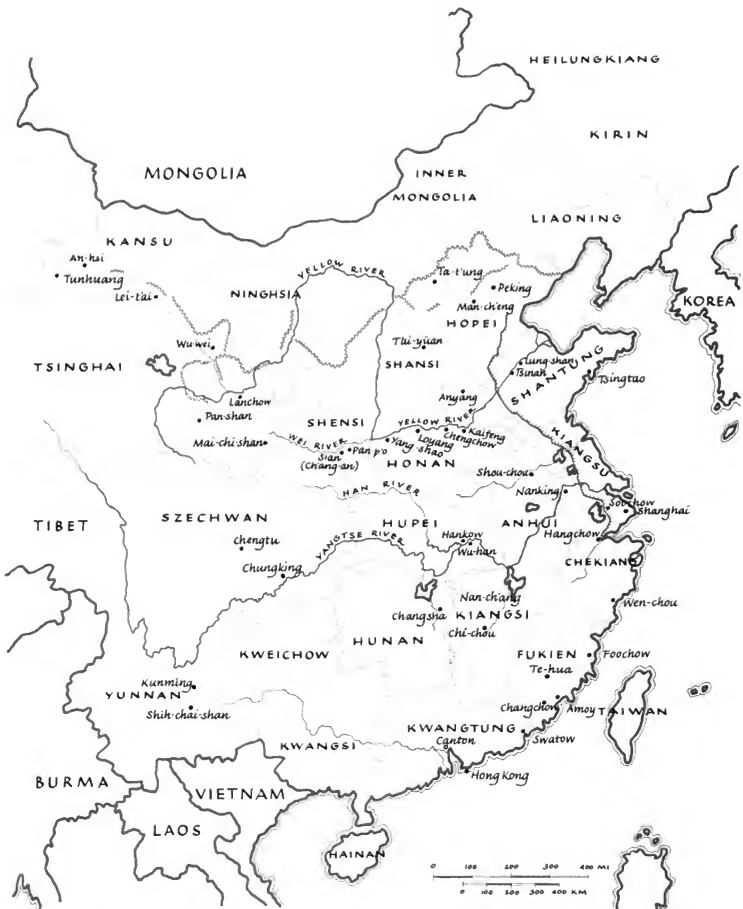 HEILUNGKIANG
KIRIN
MONGOLIA
INNER
MONGOLIA
LIAONING
KANSU
An-hsi
Tunhuang
Lei-t'ai
NINGHSIA
YELLOW RIVER
Ta-t'ung
Peking
Man-ch'eng
HOPEI
KOREA
Wu-wei
T'ai-yüan
SHANSI
TSINGHAI
Lung-shan
Tsinan
SHANTUNG
Tsingtao
Lanchow
Pan-shan
Anyang
SHENSI
YELLOW RIVER
Mai-chi-shan
WEI RIVER
Sian
(Ch'ang-an)
Pan p'o
Yang-shao
Loyang
Chengchow
Kaifeng
HONAN
KIANGSU
Shou-chou
HAN RIVER
Nanking
Soochow
Shanghai
TIBET
SZECHWAN
HUPEI
ANHUI
Hangchow
chengtu
YANGTSE RIVER
Hankow
Wu-han
CHEKIANG
Chungking
Nan-ch'ang
Changsha
KIANGSI
Wen-chou
Chi-chou
HUNAN
KWEICHOW
FUKIEN
Foochow
Te-hua
Kunming
YUNNAN
Shih-chai-shan
Changchow
Amoy
TAIWAN
KWANGTUNG
KWANGSI
Canton
Swatow
Hong Kong
BURMA
VIETNAM
LAOS
HAINAN
0 100 200 300 400 MI
0 100 200 300 400 KM